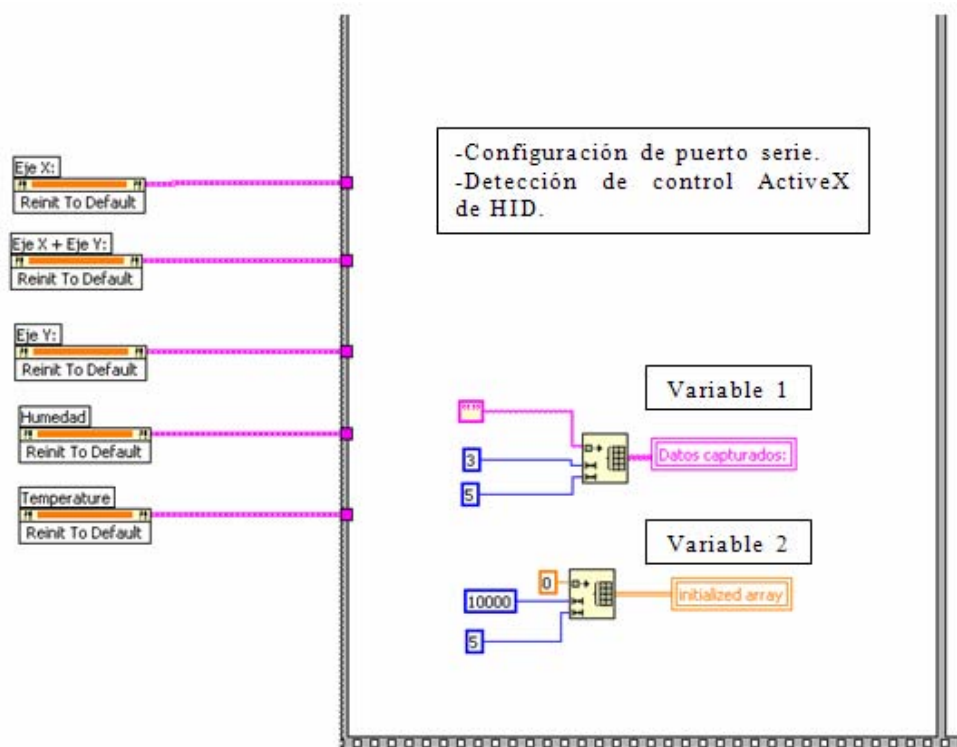 Eje X:
Reinit To Default
Eje X + Eje Y:
Reinit To Default
Eje Y:
Reinit To Default
Humedad
Reinit To Default
Temperature
Reinit To Default
-Configuración de puerto serie.
-Detección de control ActiveX
de HID.
Variable 1
3
5
Datos capturados:
Variable 2
0
10000
5
initialized array